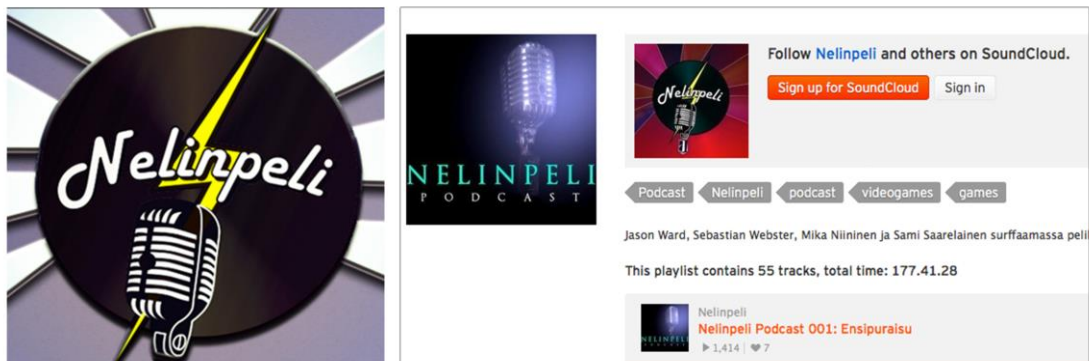 Nelinpeli
NELINPELI
PODCAST
Nelinpeli
Follow Nelinpeli and others on SoundCloud.
Sign up for SoundCloud
Sign in
Podcast
Nelinpeli
podcast
videogames
games
Jason Ward, Sebastian Webster, Mika Niininen ja Sami Saarelainen surffaamassa
This playlist contains 55 tracks, total time: 177.41.28
NELINPELI
Nelinpeli
Nelinpeli Podcast 001: Ensipuraisu
1,414
7